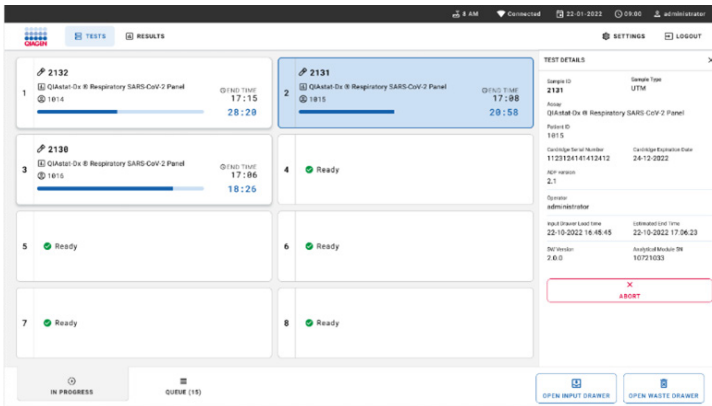 8 AM Connected 22-01-2022 09:00 administrator
QIAGEN TESTS RESULTS SETTINGS LOGOUT
1
2132
QIAstat-Dx ® Respiratory SARS-CoV-2 Panel
1014
END TIME
17:15
28:20
2
2131
QIAstat-Dx ® Respiratory SARS-CoV-2 Panel
1015
END TIME
17:08
20:58
3
2130
QIAstat-Dx ® Respiratory SARS-CoV-2 Panel
1016
END TIME
17:06
18:26
4 Ready
5 Ready
6 Ready
7 Ready
8 Ready
TEST DETAILS
Sample ID Sample Type
2131 UTM
Assay
QIAstat-Dx ® Respiratory SARS-CoV-2 Panel
Patient ID
1015
Cartridge Serial Number Cartridge Expiration Date
1123124141412412 24-12-2022
ADF version
2.1
Operator
administrator
Input Drawer Load time Estimated End Time
22-10-2022 16:45:45 22-10-2022 17:06:23
SW Version Analytical Module SN
2.0.0 10721033
ABORT
IN PROGRESS QUEUE (15) OPEN INPUT DRAWER OPEN WASTE DRAWER